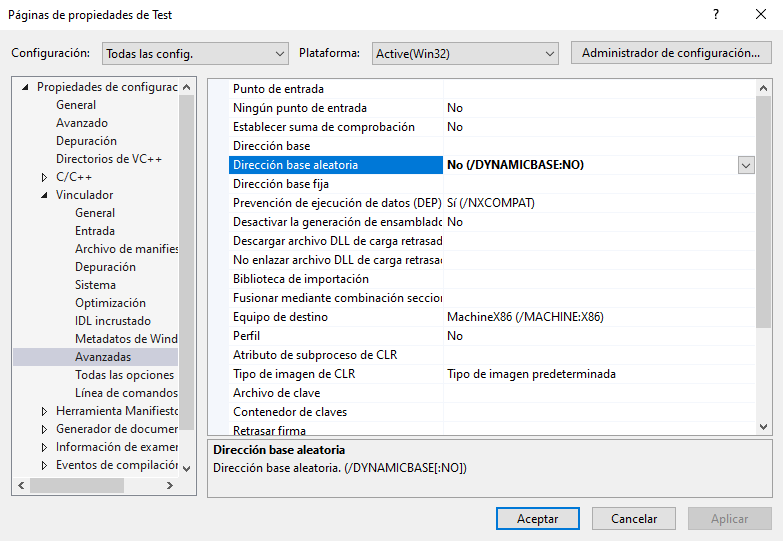 Páginas de propiedades de Test
?
Configuración: Todas las config. Plataforma: Active(Win32) Administrador de configuración...
Propiedades de configurac
General
Avanzado
Depuración
Directorios de VC++
C/C++
Vinculador
General
Entrada
Archivo de manifies
Depuración
Sistema
Optimización
IDL incrustado
Metadatos de Wind
Avanzadas
Todas las opciones
Línea de comandos
Herramienta Manifiesto
Generador de documen
Información de examen
Eventos de compilación
Punto de entrada
Ningún punto de entrada No
Establecer suma de comprobación No
Dirección base
Dirección base aleatoria No (/DYNAMICBASE:NO)
Dirección base fija
Prevención de ejecución de datos (DEP) Sí (/NXCOMPAT)
Desactivar la generación de ensamblado No
Descargar archivo DLL de carga retrasad
No enlazar archivo DLL de carga retrasad
Biblioteca de importación
Fusionar mediante combinación seccion
Equipo de destino MachineX86 (/MACHINE:X86)
Perfil No
Atributo de subproceso de CLR
Tipo de imagen de CLR Tipo de imagen predeterminada
Archivo de clave
Contenedor de claves
Retrasar firma
Dirección base aleatoria
Dirección base aleatoria. (/DYNAMICBASE[:NO])
Aceptar Cancelar Aplicar